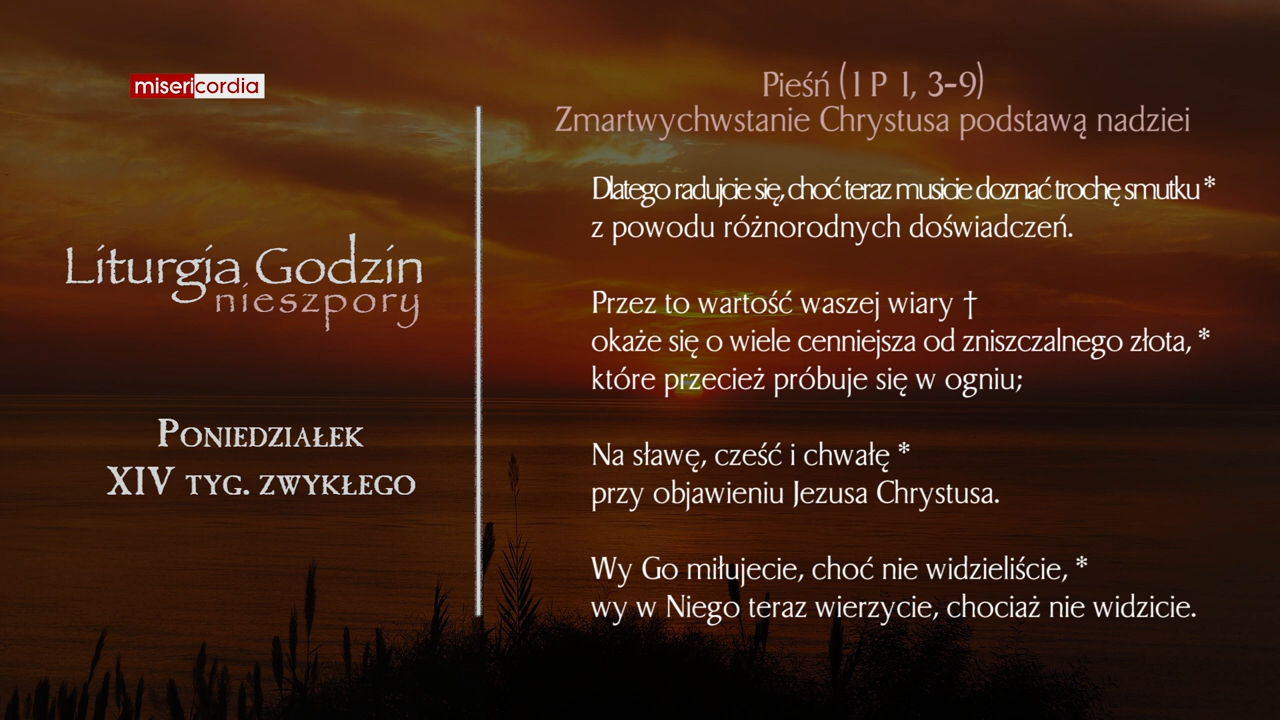 misericordia
Liturgia Godzin
nieszpory
Poniedziałek
XIV tyg. zwykłego
Pieśń (1 P 1, 3-9)
Zmartwychwstanie Chrystusa podstawą nadziei
Dlatego radujcie się, choć teraz musicie doznać trochę smutku *
z powodu różnorodnych doświadczeń.
Przez to wartość waszej wiary †
okaże się o wiele cenniejsza od zniszczalnego złota, *
które przecież próbuje się w ogniu;
Na sławę, cześć i chwałę *
przy objawieniu Jezusa Chrystusa.
Wy Go miłujecie, choć nie widzieliście, *
wy w Niego teraz wierzycie, chociaż nie widzicie.